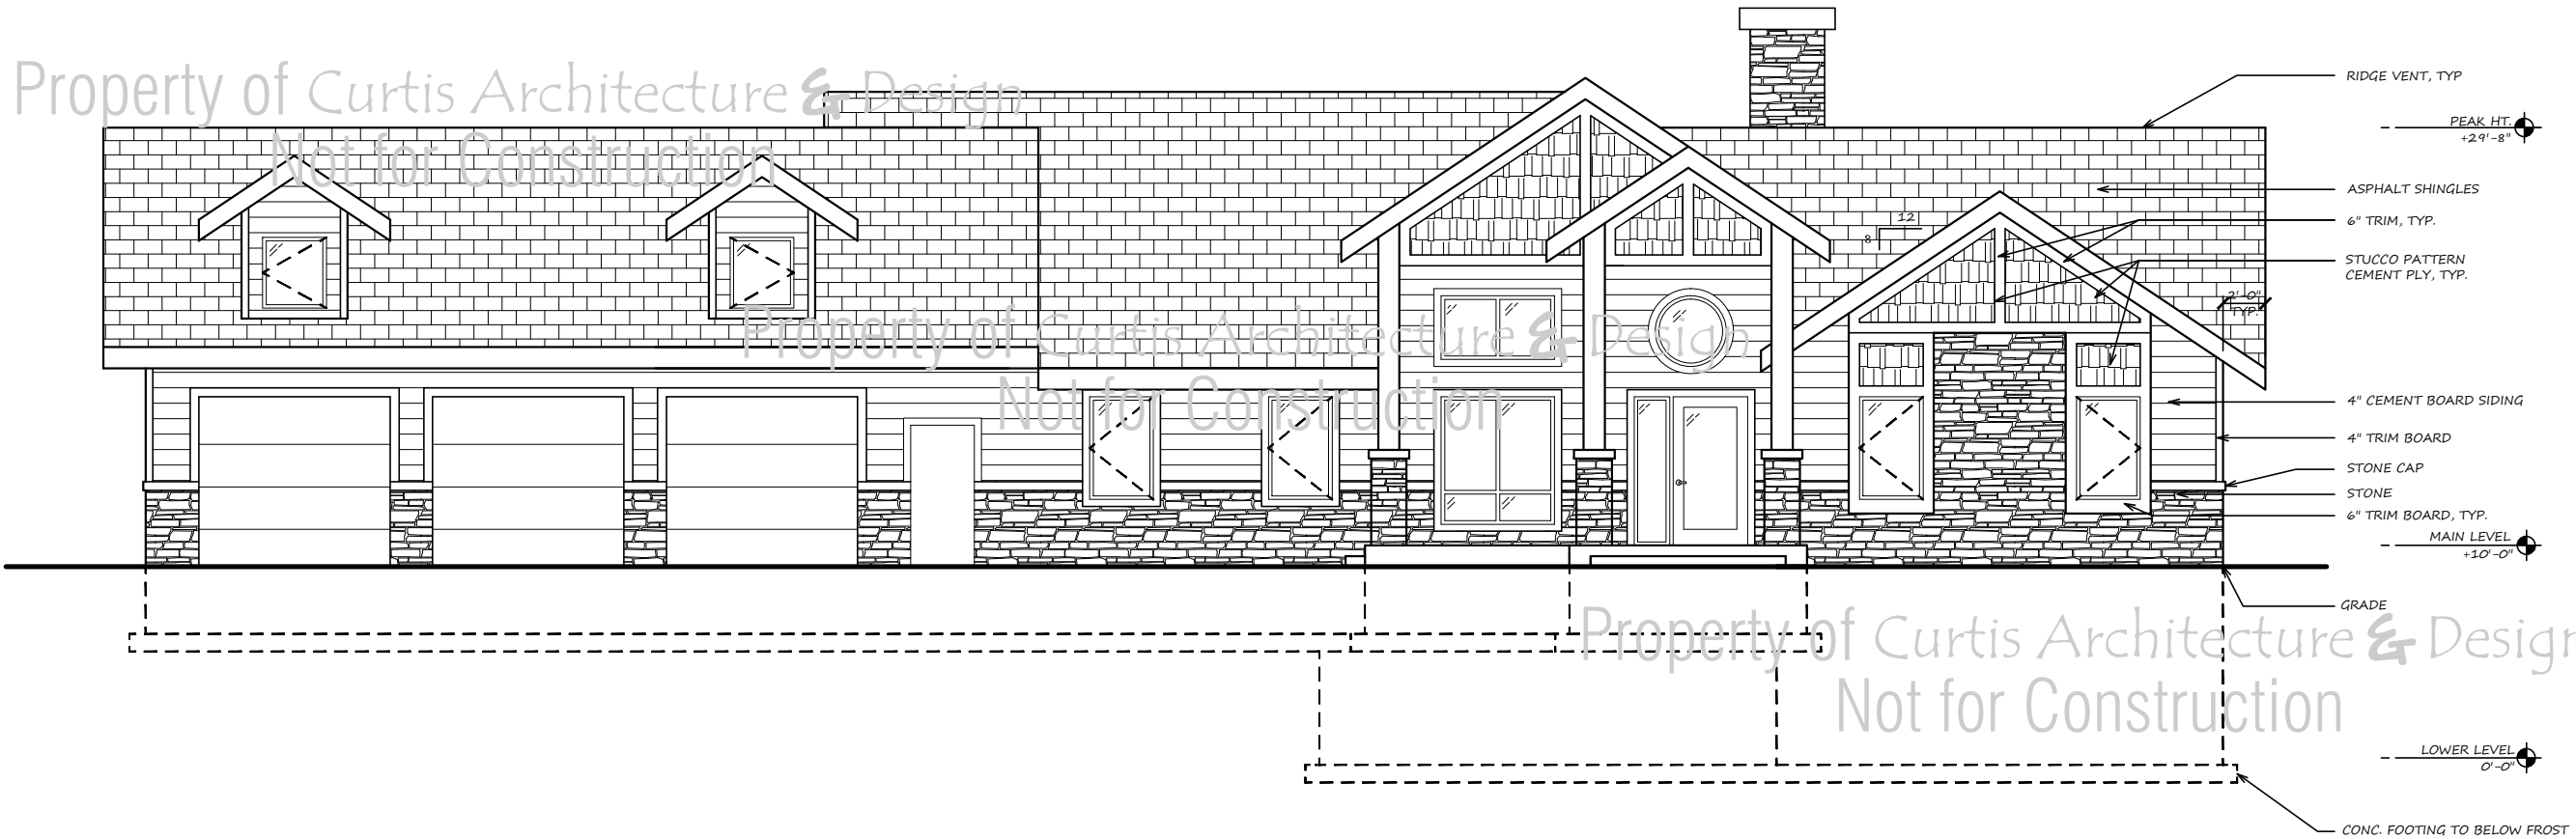 Property of Curtis Architecture & Design
Not for Construction
Property of Curtis Architecture & Design
Not for Construction
Property of Curtis Architecture & Design
Not for Construction
RIDGE VENT, TYP
PEAK HT.
+29'-8"
ASPHALT SHINGLES
6" TRIM, TYP.
12
8
STUCCO PATTERN
CEMENT PLY, TYP.
2'-0"
TYP.
4" CEMENT BOARD SIDING
4" TRIM BOARD
STONE CAP
STONE
6" TRIM BOARD, TYP.
MAIN LEVEL
+10'-0"
GRADE
LOWER LEVEL
0'-0"
CONC. FOOTING TO BELOW FROST